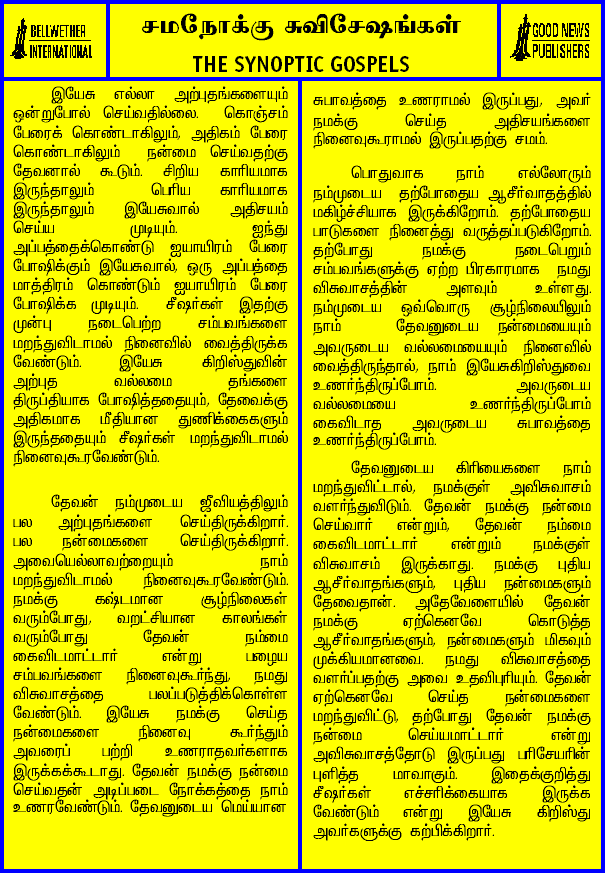 BELLWETHER
INTERNATIONAL
சமநோக்கு சுவிசேஷங்கள்
THE SYNOPTIC GOSPELS
GOOD NEWS
PUBLISHERS
இயேசு எல்லா அற்புதங்களையும்
ஒன்றுபோல் செய்வதில்லை. கொஞ்சம்
பேரைக் கொண்டாகிலும், அதிகம் பேரை
கொண்டாகிலும் நன்மை செய்வதற்கு
தேவனால் கூடும். சிறிய காரியமாக
இருந்தாலும் பெரிய காரியமாக
இருந்தாலும் இயேசுவால் அதிசயம்
செய்ய முடியும். ஐந்து
அப்பத்தைக்கொண்டு ஐயாயிரம் பேரை
போஷிக்கும் இயேசுவால், ஒரு அப்பத்தை
மாத்திரம் கொண்டும் ஐயாயிரம் பேரை
போஷிக்க முடியும். சீஷர்கள் இதற்கு
முன்பு நடைபெற்ற சம்பவங்களை
மறந்துவிடாமல் நினைவில் வைத்திருக்க
வேண்டும். இயேசு கிறிஸ்துவின்
அற்புத வல்லமை தங்களை
திருப்தியாக போஷித்ததையும், தேவைக்கு
அதிகமாக மீதியான துணிக்கைகளும்
இருந்ததையும் சீஷர்கள் மறந்துவிடாமல்
நினைவுகூரவேண்டும்.
தேவன் நம்முடைய ஜீவியத்திலும்
பல அற்புதங்களை செய்திருக்கிறார்.
பல நன்மைகளை செய்திருக்கிறார்.
அவையெல்லாவற்றையும் நாம்
மறந்துவிடாமல் நினைவுகூரவேண்டும்.
நமக்கு கஷ்டமான சூழ்நிலைகள்
வரும்போது, வறட்சியான காலங்கள்
வரும்போது தேவன் நம்மை
கைவிடமாட்டார் என்று பழைய
சம்பவங்களை நினைவுகூர்ந்து, நமது
விசுவாசத்தை பலப்படுத்திக்கொள்ள
வேண்டும். இயேசு நமக்கு செய்த
நன்மைகளை நினைவு கூர்ந்தும்
அவரைப் பற்றி உணராதவர்களாக
இருக்கக்கூடாது. தேவன் நமக்கு நன்மை
செய்வதன் அடிப்படை நோக்கத்தை நாம்
உணரவேண்டும். தேவனுடைய மெய்யான
சுபாவத்தை உணராமல் இருப்பது, அவர்
நமக்கு செய்த அதிசயங்களை
நினைவுகூராமல் இருப்பதற்கு சமம்.
பொதுவாக நாம் எல்லோரும்
நம்முடைய தற்போதைய ஆசீர்வாதத்தில்
மகிழ்ச்சியாக இருக்கிறோம். தற்போதைய
பாடுகளை நினைத்து வருத்தப்படுகிறோம்.
தற்போது நமக்கு நடைபெறும்
சம்பவங்களுக்கு ஏற்ற பிரகாரமாக நமது
விசுவாசத்தின் அளவும் உள்ளது.
நம்முடைய ஒவ்வொரு சூழ்நிலையிலும்
நாம் தேவனுடைய நன்மையையும்
அவருடைய வல்லமையையும் நினைவில்
வைத்திருந்தால், நாம் இயேசுகிறிஸ்துவை
உணர்ந்திருப்போம். அவருடைய
வல்லமையை உணர்ந்திருப்போம்
கைவிடாத அவருடைய சுபாவத்தை
உணர்ந்திருப்போம்.
தேவனுடைய கிரியைகளை நாம்
மறந்துவிட்டால், நமக்குள் அவிசுவாசம்
வளர்ந்துவிடும். தேவன் நமக்கு நன்மை
செய்வார் என்றும், தேவன் நம்மை
கைவிடமாட்டார் என்றும் நமக்குள்
விசுவாசம் இருக்காது. நமக்கு புதிய
ஆசீர்வாதங்களும், புதிய நன்மைகளும்
தேவைதான். அதேவேளையில் தேவன்
நமக்கு ஏற்கெனவே கொடுத்த
ஆசீர்வாதங்களும், நன்மைகளும் மிகவும்
முக்கியமானவை. நமது விசுவாசத்தை
வளர்ப்பதற்கு அவை உதவிபுரியும். தேவன்
ஏற்கெனவே செய்த நன்மைகளை
மறந்துவிட்டு, தற்போது தேவன் நமக்கு
நன்மை செய்யமாட்டார் என்று
அவிசுவாசத்தோடு இருப்பது பரிசேயரின்
புளித்த மாவாகும். இதைக்குறித்து
சீஷர்கள் எச்சரிக்கையாக இருக்க
வேண்டும் என்று இயேசு கிறிஸ்து
அவர்களுக்கு கற்பிக்கிறார்.